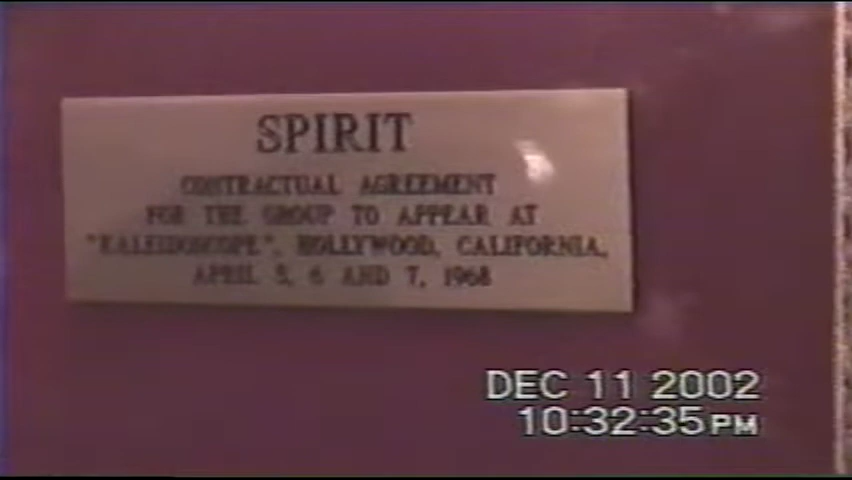 SPIRIT
CONTRACTUAL AGREEMENT
FOR THE GROUP TO APPEAR AT
"KALEIDOSCOPE", HOLLYWOOD, CALIFORNIA,
APRIL 5, 6 AND 7, 1968
DEC 11 2002
10:32:35PM